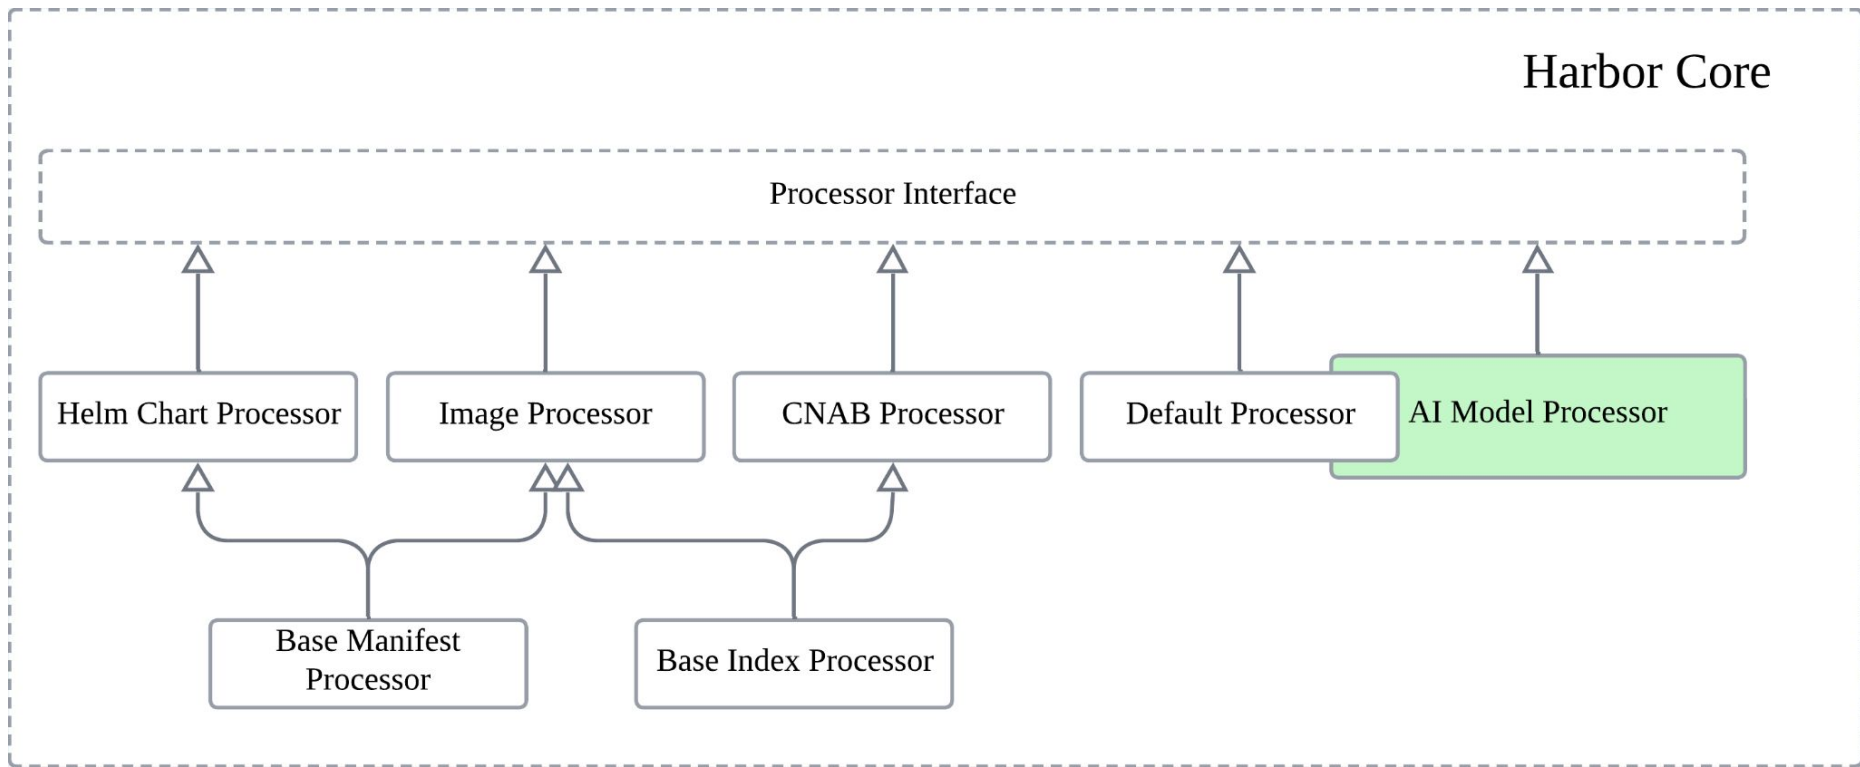 Harbor Core
Processor Interface
Helm Chart Processor
Image Processor
CNAB Processor
Default Processor
AI Model Processor
Base Manifest
Processor
Base Index Processor